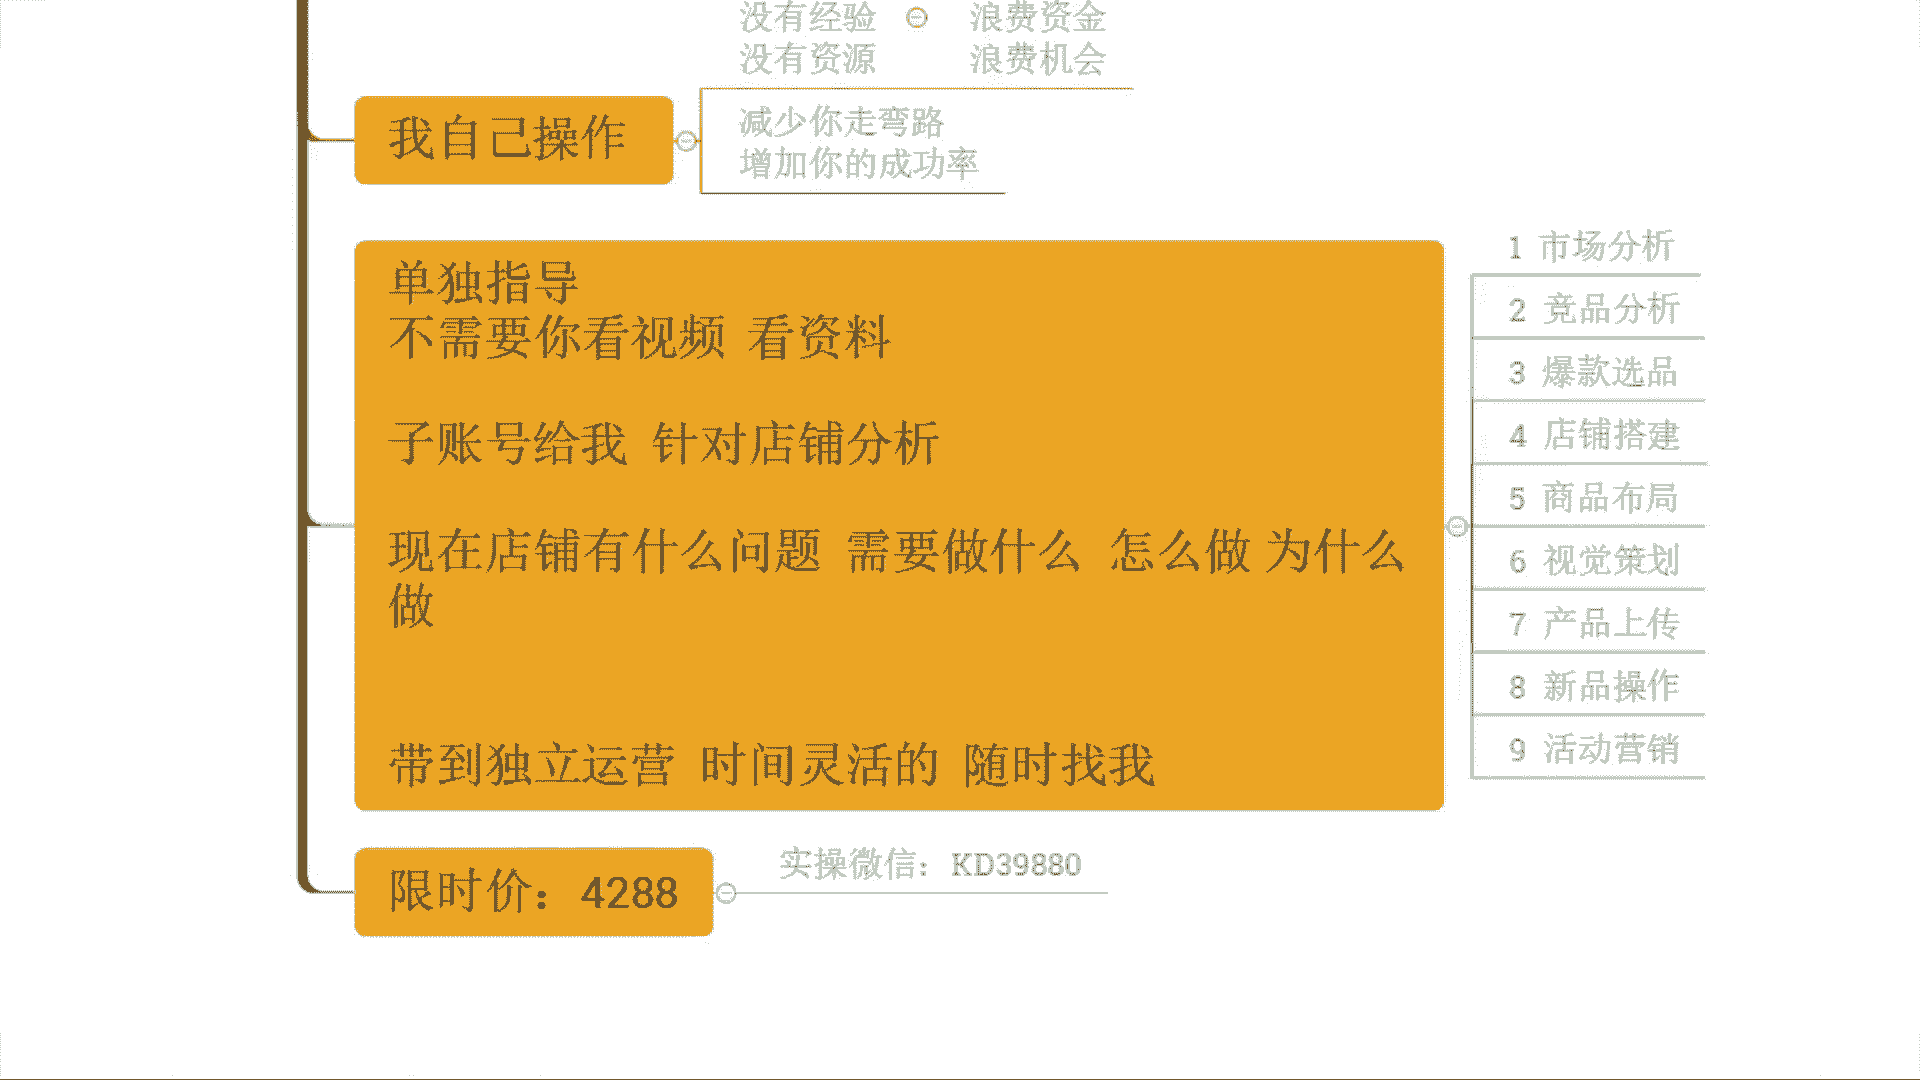 没有经验
没有资源
浪费资金
浪费机会
我自己操作
减少你走弯路
增加你的成功率
单独指导
不需要你看视频 看资料
子账号给我 针对店铺分析
现在店铺有什么问题 需要做什么 怎么做 为什么
做
带到独立运营 时间灵活的 随时找我
1 市场分析
2 竞品分析
3 爆款选品
4 店铺搭建
5 商品布局
6 视觉策划
7 产品上传
8 新品操作
9 活动营销
限时价：4288
实操微信：KD39880